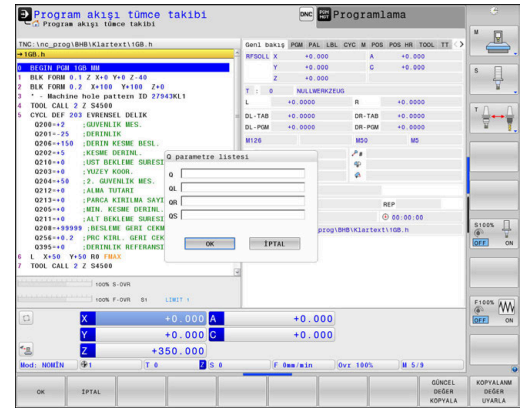 Program akışı tümce takibi
Program akışı tümce takibi
DNC
Programlama
TNC:\nc_prog\BHB\Klartext\1GB.h
→1GB.h
0 BEGIN PGM 1GB MM
1 BLK FORM 0.1 Z X+0 Y+0 Z-40
2 BLK FORM 0.2 X+100 Y+100 Z+0
3 * - Machine hole pattern ID 27943KL1
4 TOOL CALL 2 Z S4500
5 CYCL DEF 203 EVRENSEL DELIK
Q200=+2 ;GUVENLIK MES.
Q201=-25 ;DERINLIK
Q206=+150 ;DERIN KESME BESL.
Q202=+5 ;KESME DERINL.
Q210=+0 ;UST BEKLEME SURESI
Q203=+0 ;YUZEY KOOR.
Q204=+50 ;2. GUVENLIK MES.
Q212=+0 ;ALMA TUTARI
Q213=+0 ;PARCA KIRILMA SAYI
Q205=+0 ;MIN. KESME DERINL.
Q211=+0 ;ALT BEKLEME SURESI
Q208=+99999 ;BESLEME GERI CEKM
Q256=+0.2 ;PRC KIRL. GERI CEK
Q395=+0 ;DERINLIK REFERANSI
6 L X+50 Y+50 R0 FMAX
7 TOOL CALL 2 Z S4500
100% S-OVR
100% F-OVR S1 LIMIT 1
Genl bakış PGM PAL LBL CYC M POS POS HR TOOL TT
RFSOLL X +0.000 A +0.000
Y +0.000 C +0.000
Z +0.000
T : 0 NULLWERKZEUG
L +0.0000 R +0.0000
DL-TAB +0.0000 DR-TAB +0.0000
DL-PGM +0.0000 DR-PGM +0.0000
M126 M50 M5
REP
00:00:00
prog\BHB\Klartext\1GB.h
Q parametre listesi
Q
QL
QR
QS
OK İPTAL
X +0.000 A +0.000
Y +0.000 C +0.000
Z +350.000
Mod: NOMİN 1 T 0 Z S 0 F 0mm/min Ovr 100% M 5/9
OK
İPTAL
GÜNCEL
DEĞER
KOPYALA
KOPYALANM
DEĞER
UYARLA
M
S
T
S100%
OFF ON
F100%
OFF ON